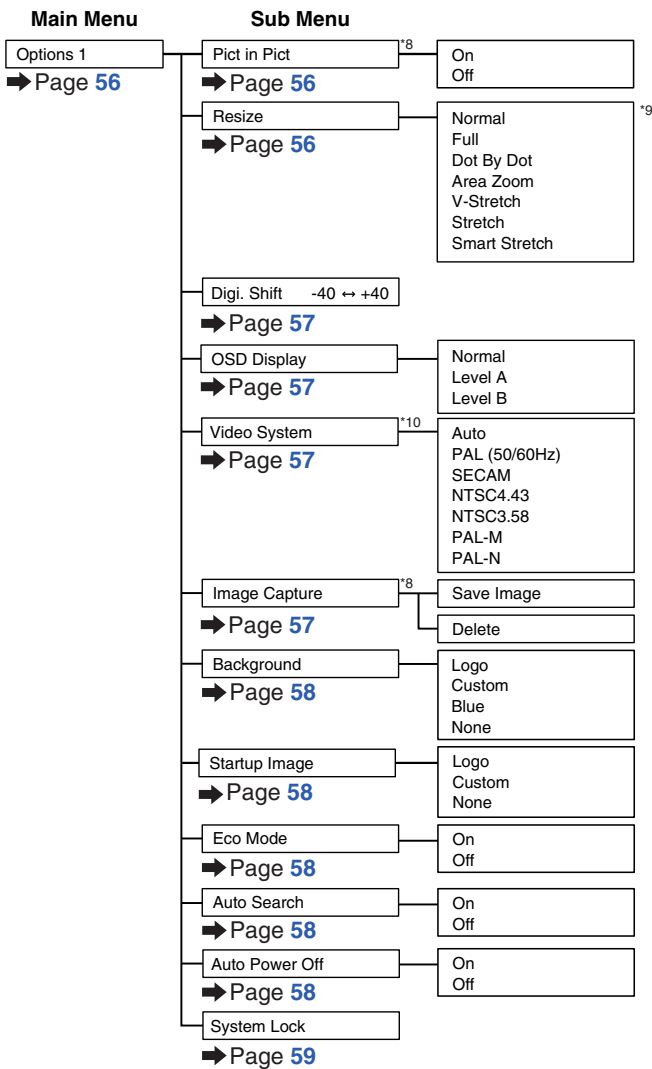 Main Menu Sub Menu
Options 1
➡Page 56
Pict in Pict *8
➡Page 56
On
Off
Resize
➡Page 56
Normal *9
Full
Dot By Dot
Area Zoom
V-Stretch
Stretch
Smart Stretch
Digi. Shift -40 ↔ +40
➡Page 57
OSD Display
➡Page 57
Normal
Level A
Level B
Video System *10
➡Page 57
Auto
PAL (50/60Hz)
SECAM
NTSC4.43
NTSC3.58
PAL-M
PAL-N
Image Capture *8
➡Page 57
Save Image
Delete
Background
➡Page 58
Logo
Custom
Blue
None
Startup Image
➡Page 58
Logo
Custom
None
Eco Mode
➡Page 58
On
Off
Auto Search
➡Page 58
On
Off
Auto Power Off
➡Page 58
On
Off
System Lock
➡Page 59